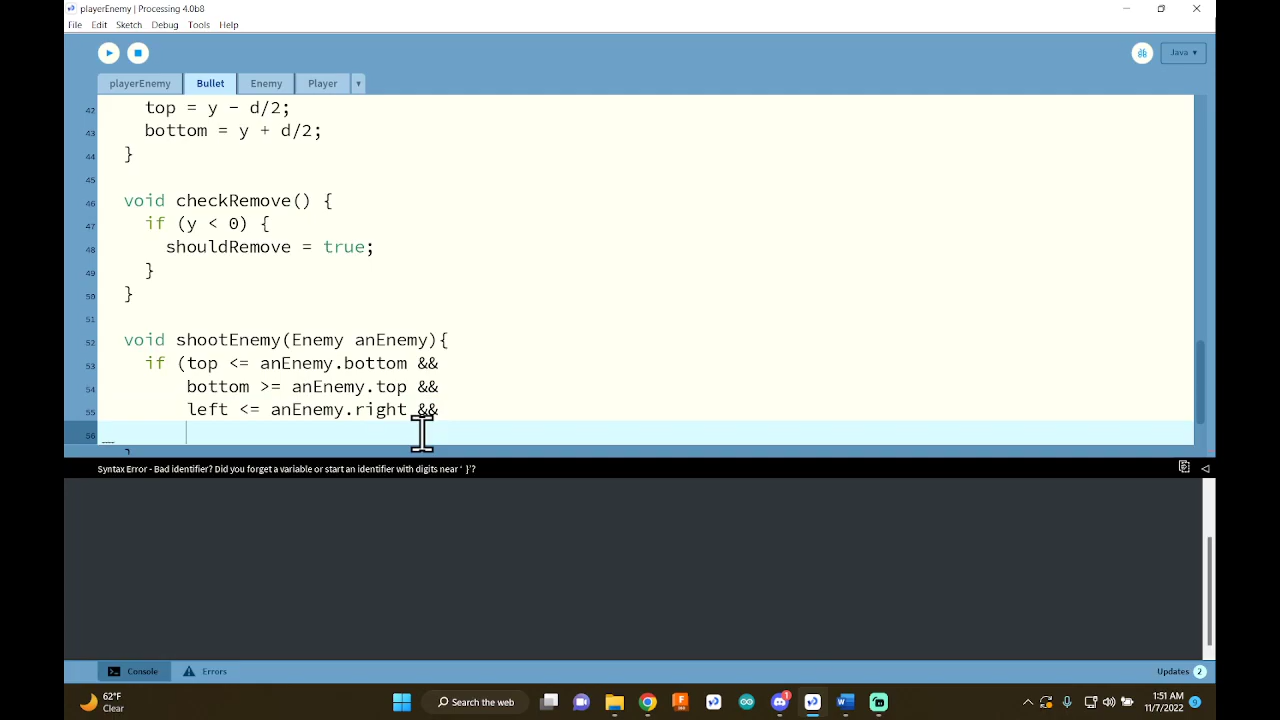 playerEnemy | Processing 4.0b8
File Edit Sketch Debug Tools Help
Java ▾
playerEnemy Bullet Enemy Player ▾
42 top = y - d/2;
43 bottom = y + d/2;
44 }
45
46 void checkRemove() {
47 if (y < 0) {
48 shouldRemove = true;
49 }
50 }
51
52 void shootEnemy(Enemy anEnemy){
53 if (top <= anEnemy.bottom &&
54 bottom >= anEnemy.top &&
55 left <= anEnemy.right &&
56
Syntax Error - Bad identifier? Did you forget a variable or start an identifier with digits near ' }'?
Console Errors Updates 2
62°F
Clear
Search the web
1
1:51 AM
11/7/2022
9